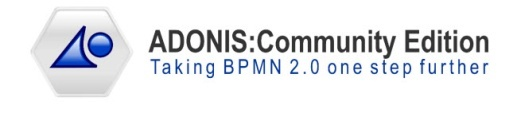 ADONIS:Community Edition
Taking BPMN 2.0 one step further